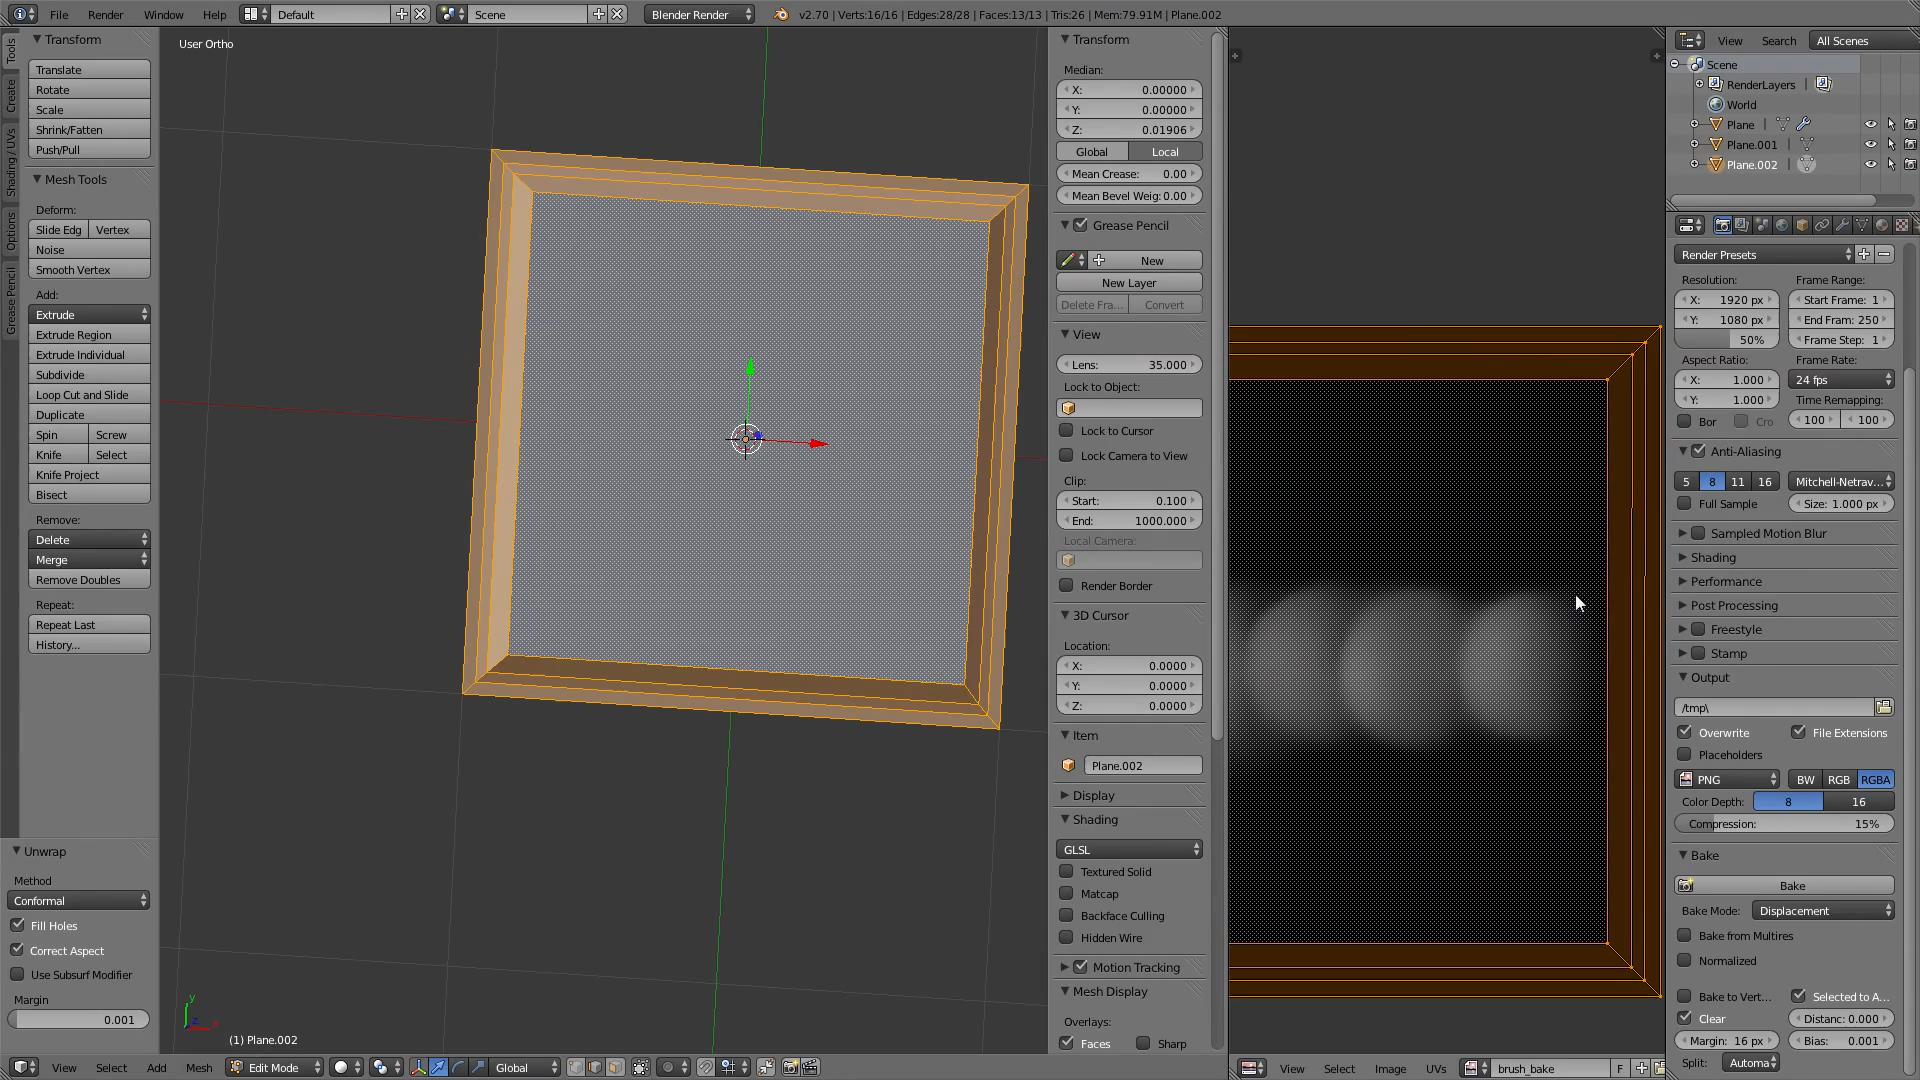 File Render Window Help Default Scene Blender Render v2.70 | Verts:16/16 | Edges:28/28 | Faces:13/13 | Tris:26 | Mem:79.91M | Plane.002
Tools
Create
Shading / UVs
Options
Grease Pencil
Transform
Translate
Rotate
Scale
Shrink/Fatten
Push/Pull
Mesh Tools
Deform:
Slide Edg Vertex
Noise
Smooth Vertex
Add:
Extrude
Extrude Region
Extrude Individual
Subdivide
Loop Cut and Slide
Duplicate
Spin Screw
Knife Select
Knife Project
Bisect
Remove:
Delete
Merge
Remove Doubles
Repeat:
Repeat Last
History...
Unwrap
Method
Conformal
Fill Holes
Correct Aspect
Use Subsurf Modifier
Margin
0.001
User Ortho
y
x
(1) Plane.002
View Select Add Mesh Edit Mode Global
Transform
Median:
X: 0.00000
Y: 0.00000
Z: 0.01906
Global Local
Mean Crease: 0.00
Mean Bevel Weig: 0.00
Grease Pencil
New
New Layer
Delete Fra... Convert
View
Lens: 35.000
Lock to Object:
Lock to Cursor
Lock Camera to View
Clip:
Start: 0.100
End: 1000.000
Local Camera:
Render Border
3D Cursor
Location:
X: 0.0000
Y: 0.0000
Z: 0.0000
Item
Plane.002
Display
Shading
GLSL
Textured Solid
Matcap
Backface Culling
Hidden Wire
Motion Tracking
Mesh Display
Overlays:
Faces Sharp
View Select Image UVs brush_bake F
View Search All Scenes
Scene
RenderLayers |
World
Plane |
Plane.001 |
Plane.002 |
Render Presets
Resolution: Frame Range:
X: 1920 px Start Frame: 1
Y: 1080 px End Fram: 250
50% Frame Step: 1
Aspect Ratio: Frame Rate:
X: 1.000 24 fps
Y: 1.000 Time Remapping:
Bor Cro 100 100
Anti-Aliasing
5 8 11 16 Mitchell-Netrav...
Full Sample Size: 1.000 px
Sampled Motion Blur
Shading
Performance
Post Processing
Freestyle
Stamp
Output
/tmp\
Overwrite File Extensions
Placeholders
PNG BW RGB RGBA
Color Depth: 8 16
Compression: 15%
Bake
Bake
Bake Mode: Displacement
Bake from Multires
Normalized
Bake to Vert... Selected to A...
Clear Distanc: 0.000
Margin: 16 px Bias: 0.001
Split: Automa